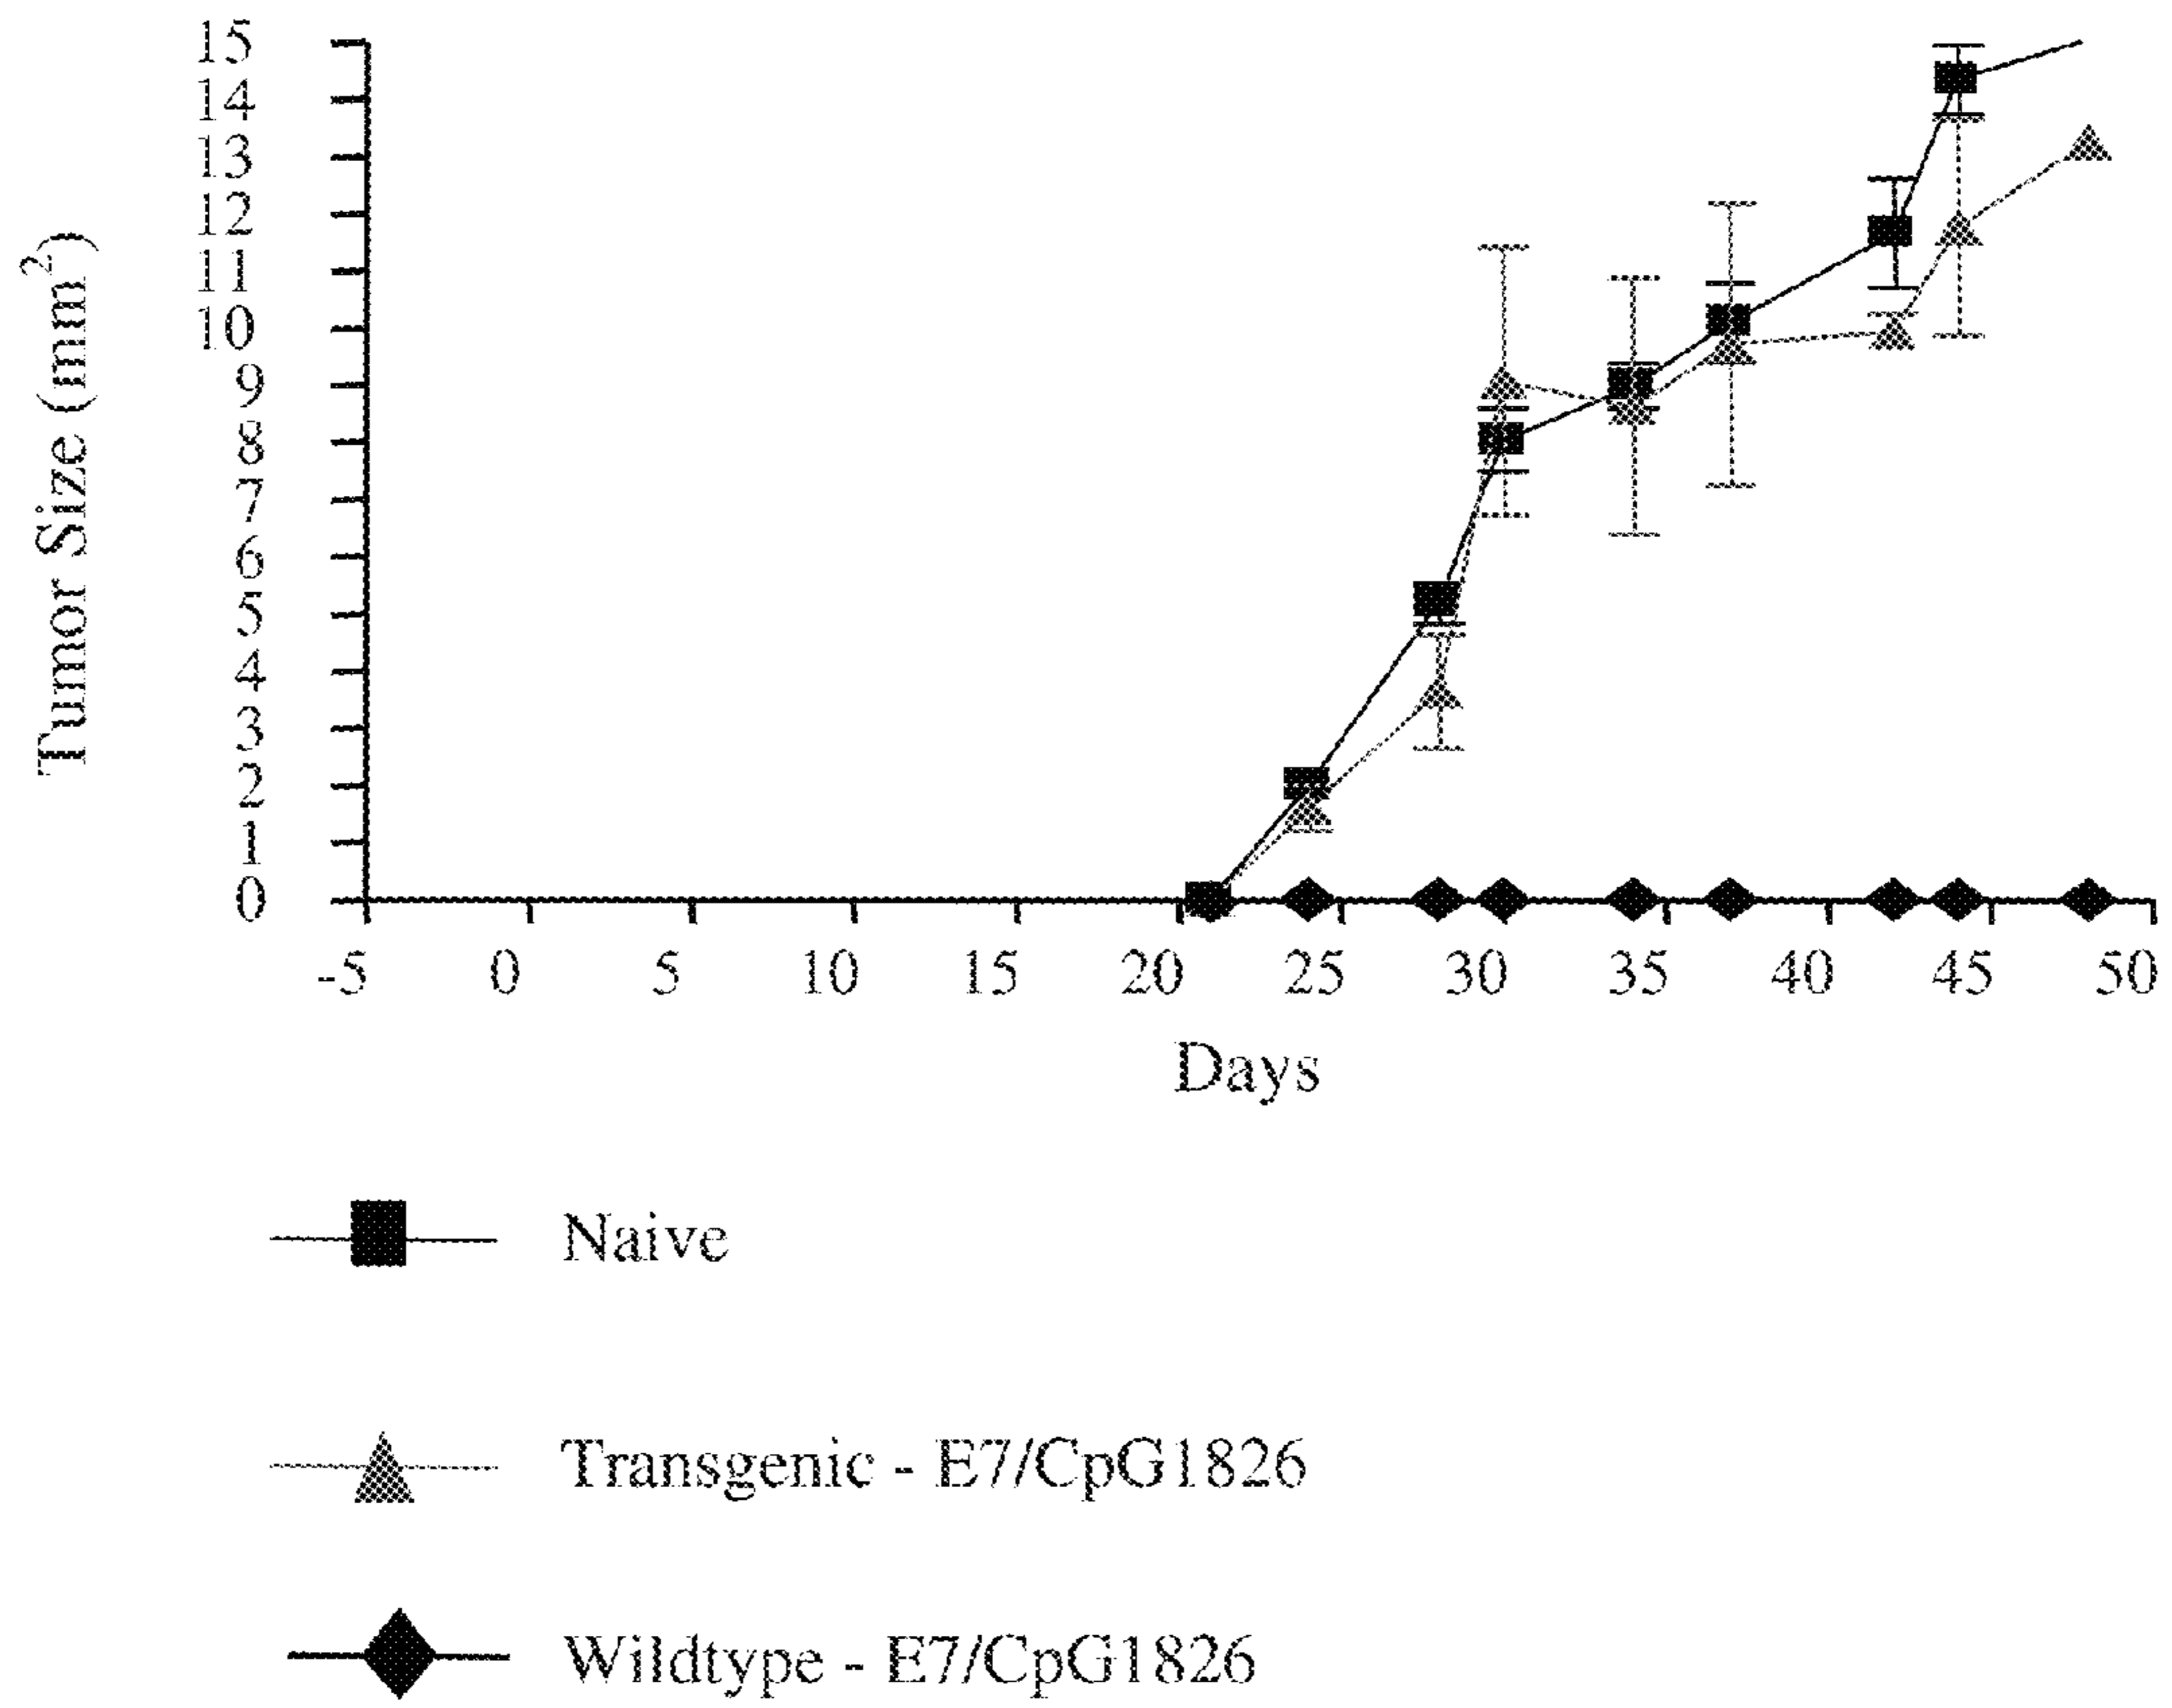 Tumor Size (mm²)
15
14
13
12
11
10
9
8
7
6
5
4
3
2
1
0
-5 0 5 10 15 20 25 30 35 40 45 50
Days
Naive
Transgenic - E7/CpG1826
Wildtype - E7/CpG1826